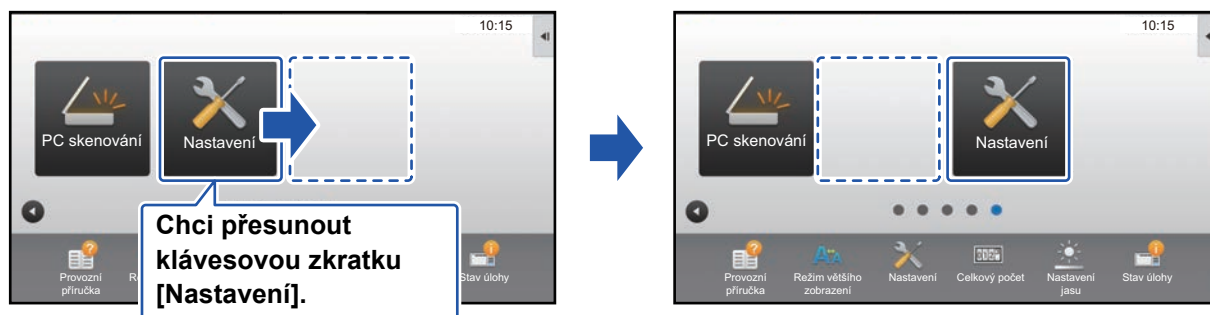 10:15
PC skenování
Nastavení
Chci přesunout
klávesovou zkratku
[Nastavení].
Provozní
příručka
Stav úlohy
10:15
PC skenování
Nastavení
Provozní
příručka
Režim většího
zobrazení
Nastavení
Celkový počet
Nastavení
jasu
Stav úlohy